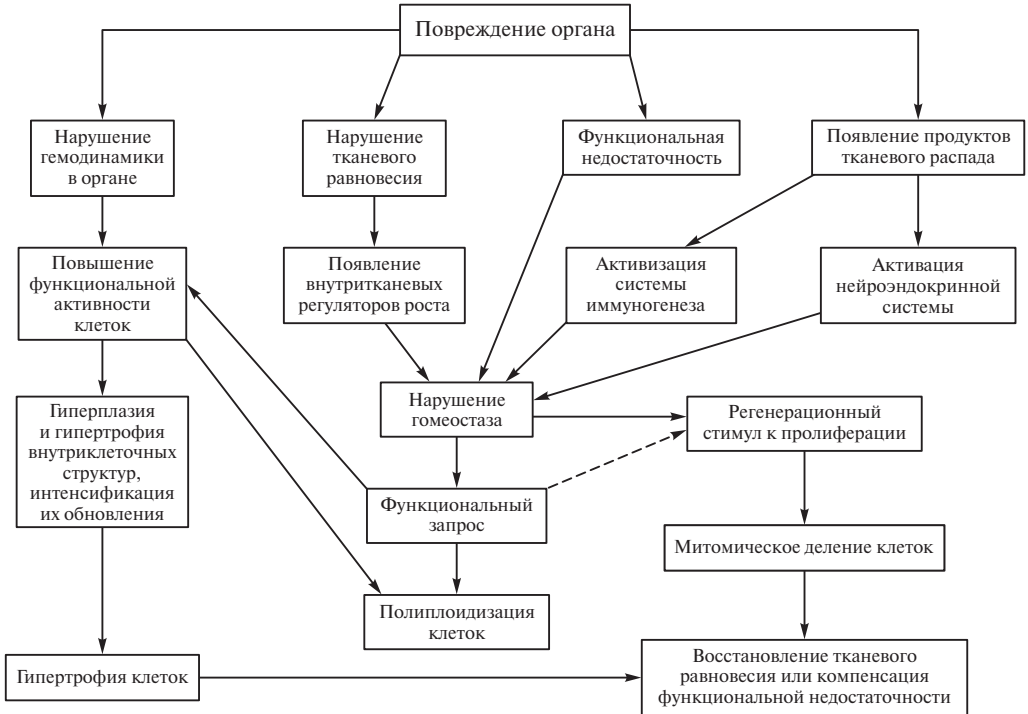 Повреждение органа
Нарушение
гемодинамики
в органе
Нарушение
тканевого
равновесия
Функциональная
недостаточность
Появление продуктов
тканевого распада
Повышение
функциональной
активности
клеток
Появление
внутритканевых
регуляторов роста
Активизация
системы
иммуногенеза
Активация
нейроэндокринной
системы
Гиперплазия
и гипертрофия
внутриклеточных
структур,
интенсификация
их обновления
Нарушение
гомеостаза
Регенерационный
стимул к пролиферации
Функциональный
запрос
Митомическое деление клеток
Полиплоидизация
клеток
Гипертрофия клеток
Восстановление тканевого
равновесия или компенсация
функциональной недостаточности